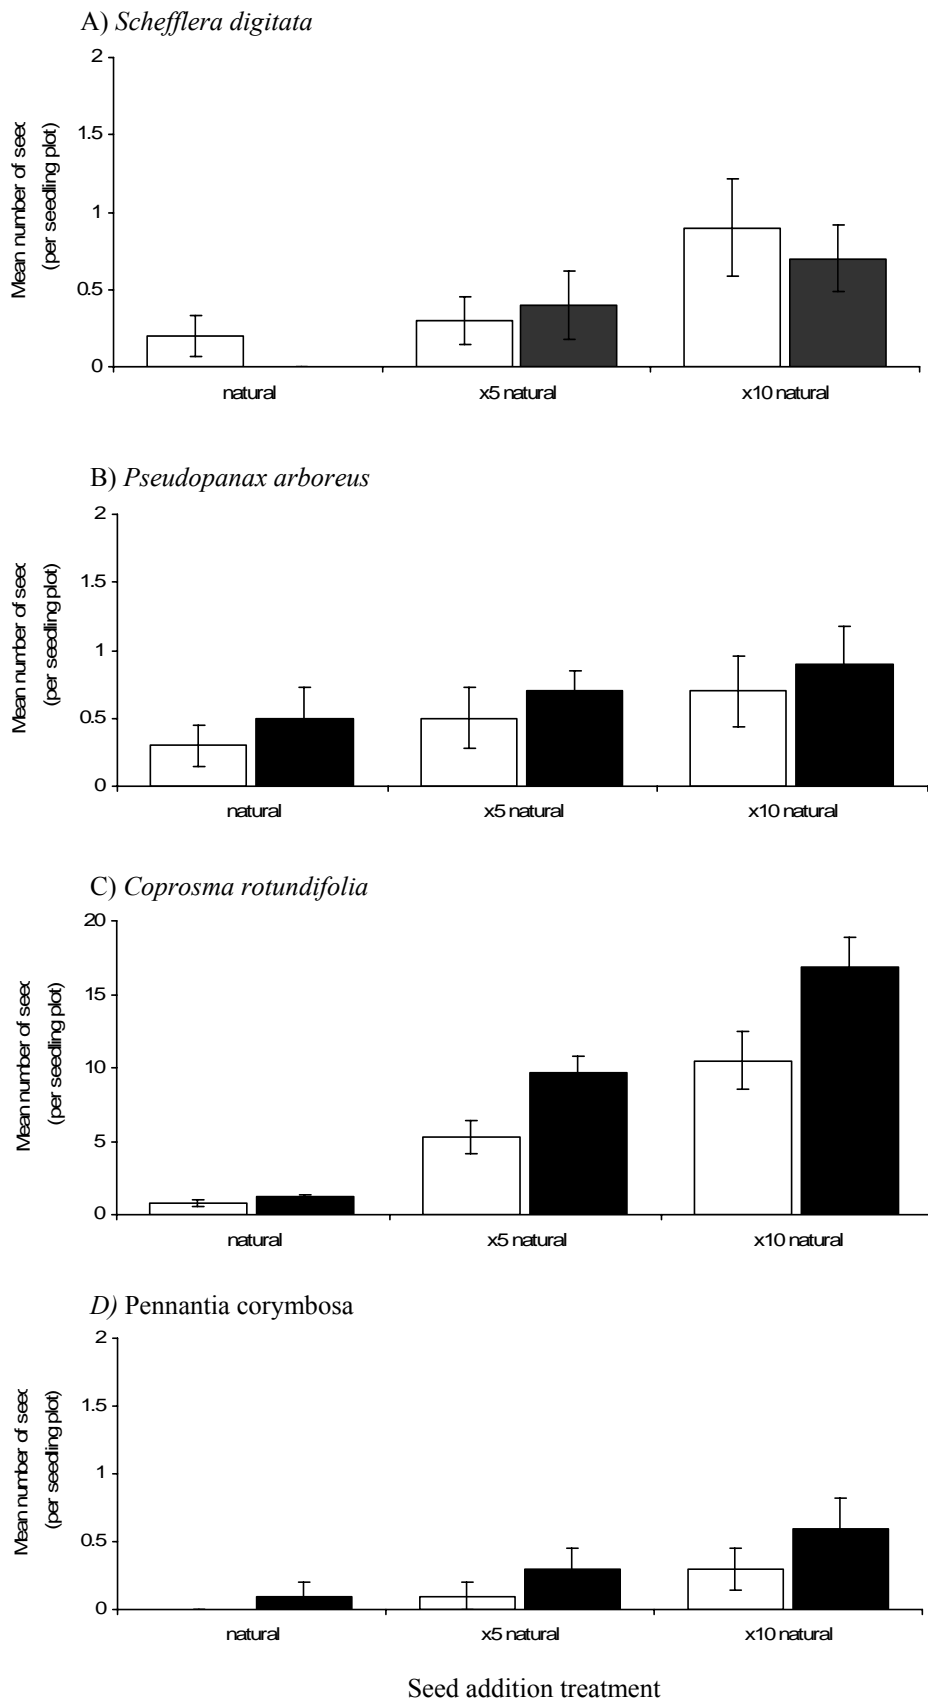 A) Schefflera digitata
Mean number of seec
(per seedling plot)
2
1.5
1
0.5
0
natural
x5 natural
x10 natural
B) Pseudopanax arboreus
Mean number of seec
(per seedling plot)
2
1.5
1
0.5
0
natural
x5 natural
x10 natural
C) Coprosma rotundifolia
Mean number of seec
(per seedling plot)
20
15
10
5
0
natural
x5 natural
x10 natural
D) Pennantia corymbosa
Mean number of seec
(per seedling plot)
2
1.5
1
0.5
0
natural
x5 natural
x10 natural
Seed addition treatment